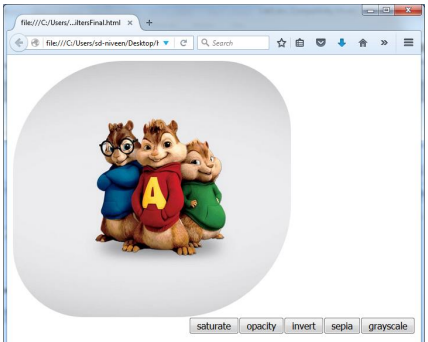 file:///C:/Users/...iltersFinal.html × +
file:///C:/Users/sd-niveen/Desktop/H Search
A
saturate opacity invert sepia grayscale